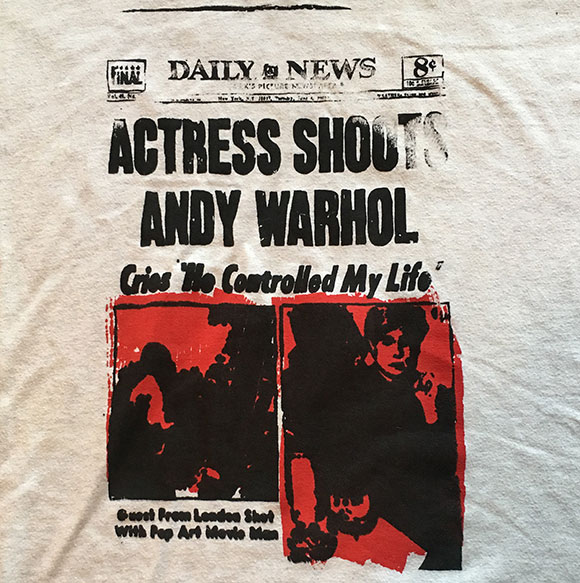 FINAL
DAILY NEWS
8¢
ACTRESS SHOOTS
ANDY WARHOL
Cries "He Controlled My Life"
Guest From London Shot
With Pop Art Movie Man